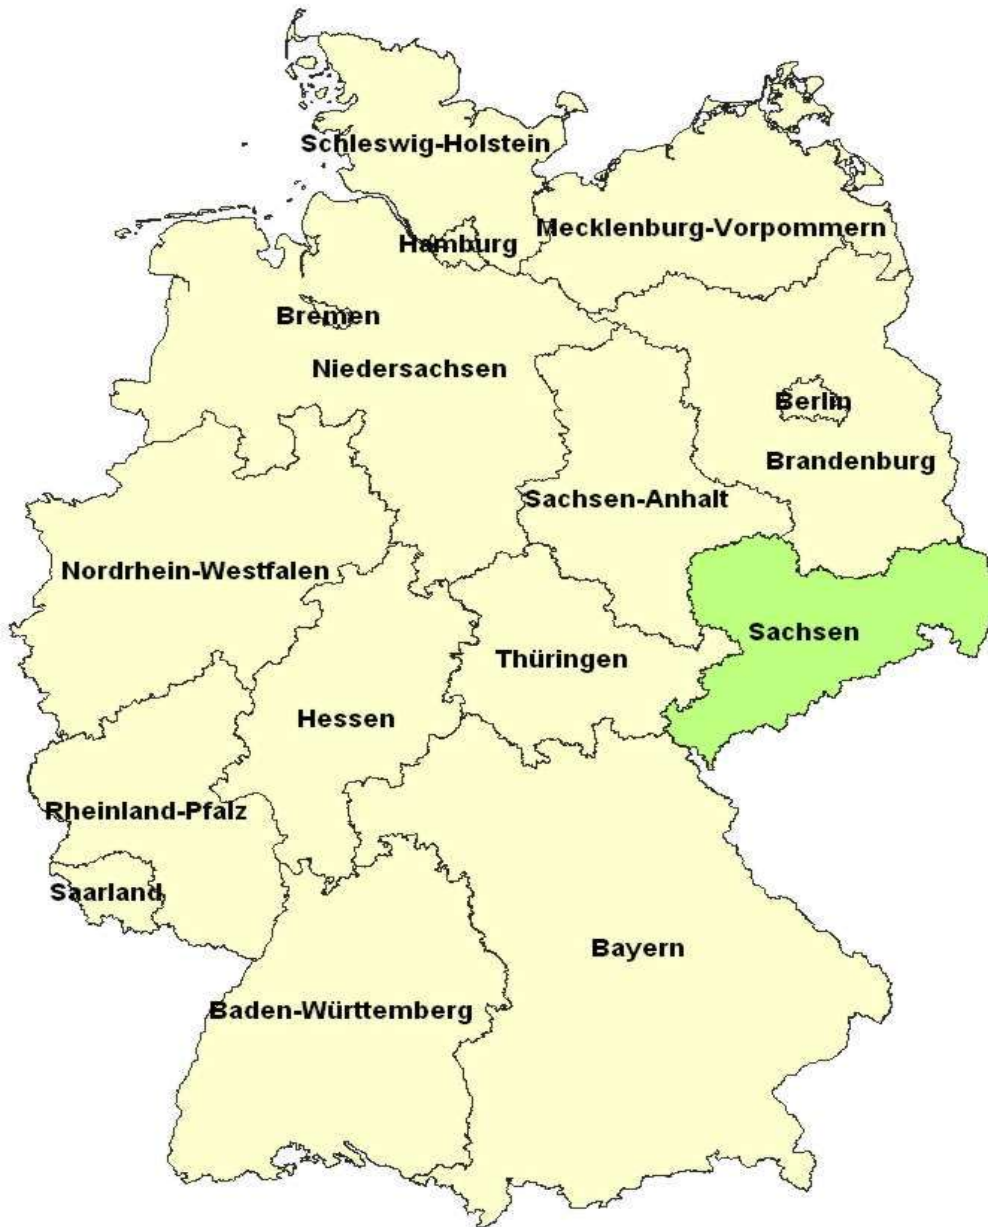 Schleswig-Holstein
Mecklenburg-Vorpommern
Hamburg
Bremen
Niedersachsen
Berlin
Brandenburg
Sachsen-Anhalt
Nordrhein-Westfalen
Sachsen
Thüringen
Hessen
Rheinland-Pfalz
Saarland
Bayern
Baden-Württemberg